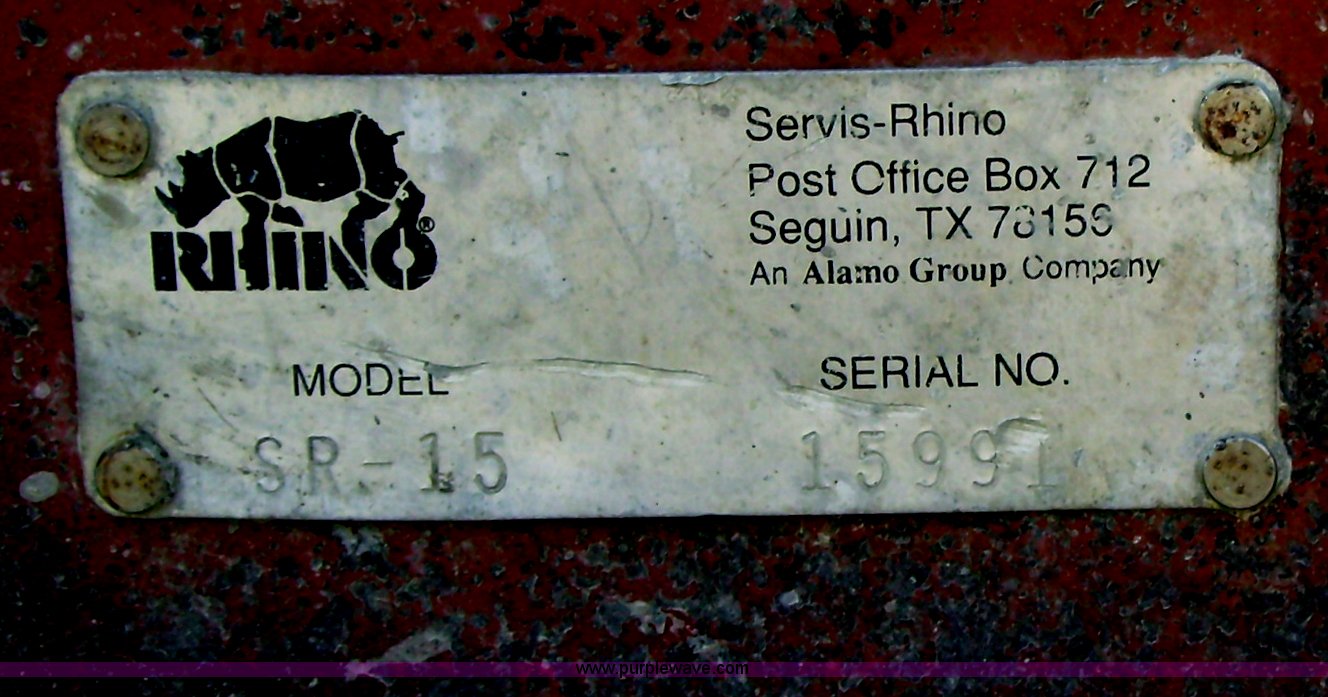 RHINO®
Servis-Rhino
Post Office Box 712
Seguin, TX 78156
An Alamo Group Company
MODEL
SERIAL NO.
SR-15
15991
www.purplewave.com